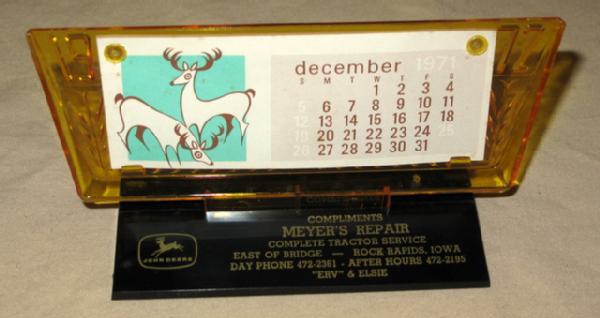 december 1971
S M T W T F S
1 2 3 4
5 6 7 8 9 10 11
12 13 14 15 16 17 18
19 20 21 22 23 24 25
26 27 28 29 30 31
COMPLIMENTS
MEYER'S REPAIR
COMPLETE TRACTOR SERVICE
EAST OF BRIDGE — ROCK RAPIDS, IOWA
DAY PHONE 472-2361 - AFTER HOURS 472-2195
"ERV" & ELSIE
JOHN DEERE